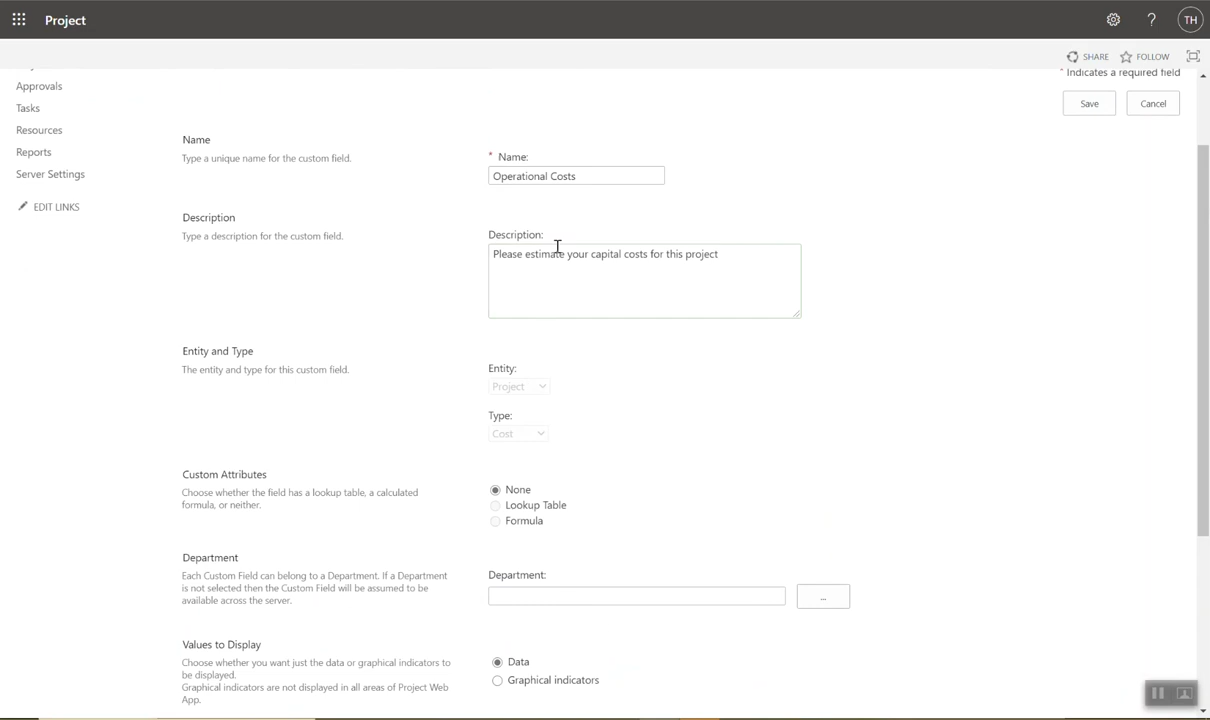 Project
TH
SHARE
FOLLOW
* Indicates a required field
Approvals
Tasks
Resources
Reports
Server Settings
EDIT LINKS
Save
Cancel
Name
Type a unique name for the custom field.
* Name:
Operational Costs
Description
Type a description for the custom field.
Description:
Please estimate your capital costs for this project
Entity and Type
The entity and type for this custom field.
Entity:
Project
Type:
Cost
Custom Attributes
Choose whether the field has a lookup table, a calculated
formula, or neither.
None
Lookup Table
Formula
Department
Each Custom Field can belong to a Department. If a Department
is not selected then the Custom Field will be assumed to be
available across the server.
Department:
...
Values to Display
Choose whether you want just the data or graphical indicators to
be displayed.
Graphical indicators are not displayed in all areas of Project Web
App.
Data
Graphical indicators